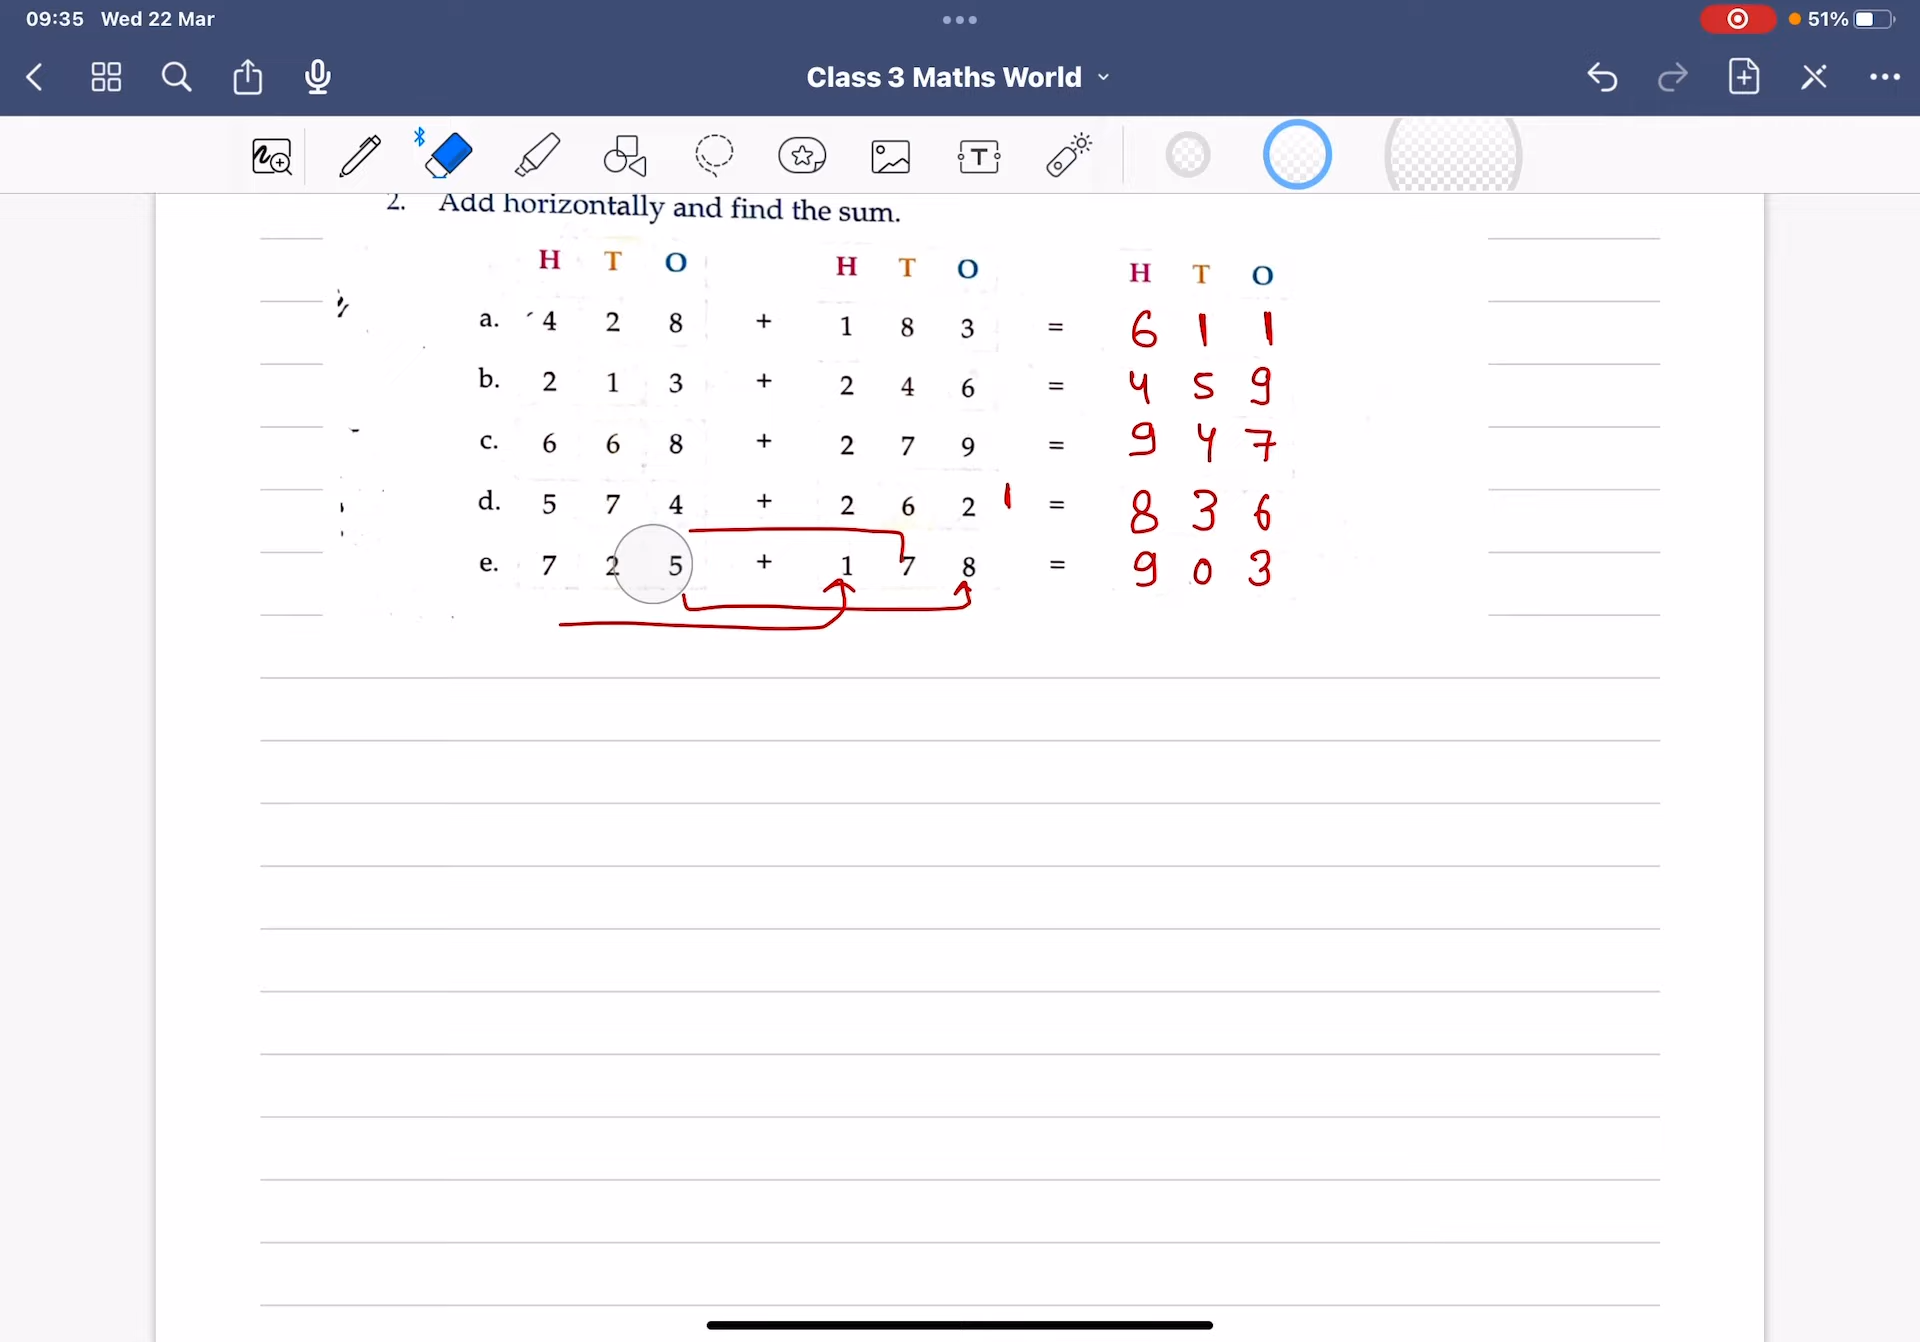 09:35 Wed 22 Mar
51%
Class 3 Maths World
T
2. Add horizontally and find the sum.
H T O H T O H T O
a. 4 2 8 + 1 8 3 = 6 1 1
b. 2 1 3 + 2 4 6 = 4 5 9
c. 6 6 8 + 2 7 9 = 9 4 7
d. 5 7 4 + 2 6 2 1 = 8 3 6
e. 7 2 5 + 1 7 8 = 9 0 3